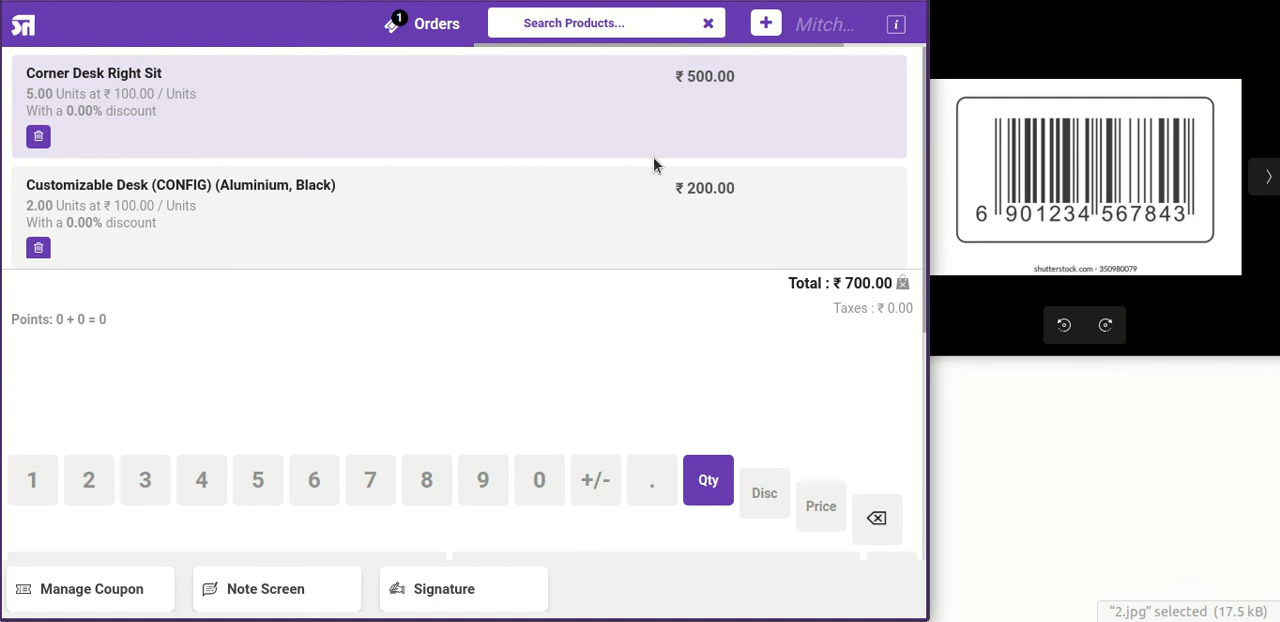 1 Orders
Search Products...
Mitch...
Corner Desk Right Sit
₹ 500.00
5.00 Units at ₹ 100.00 / Units
With a 0.00% discount
Customizable Desk (CONFIG) (Aluminium, Black)
₹ 200.00
2.00 Units at ₹ 100.00 / Units
With a 0.00% discount
Total : ₹ 700.00
Taxes : ₹ 0.00
Points: 0 + 0 = 0
1 2 3 4 5 6 7 8 9 0 +/- . Qty Disc Price
Manage Coupon Note Screen Signature
6 901234 567843
shutterstock.com · 350980079
"2.jpg" selected (17.5 kB)